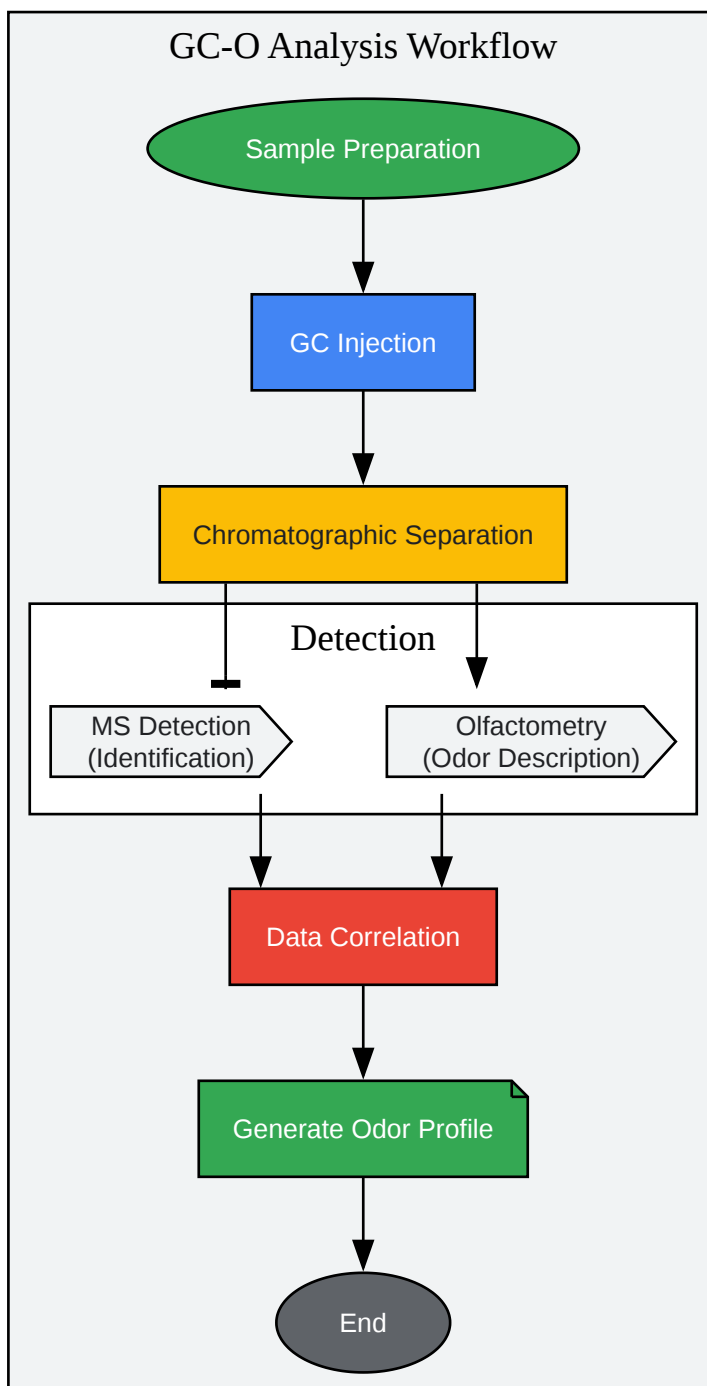 GC-O Analysis Workflow
Sample Preparation
GC Injection
Chromatographic Separation
Detection
MS Detection
(Identification)
Olfactometry
(Odor Description)
Data Correlation
Generate Odor Profile
End